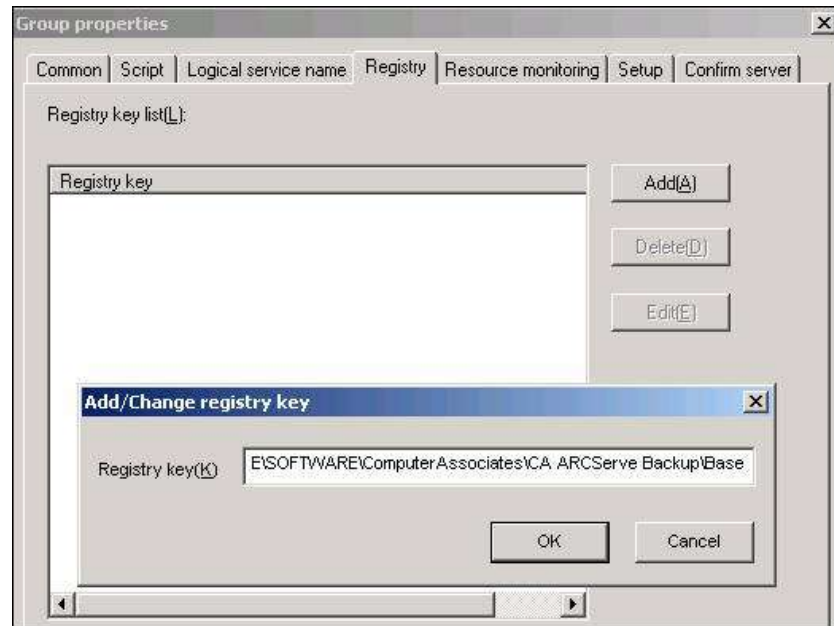 Group properties
Common Script Logical service name Registry Resource monitoring Setup Confirm server
Registry key list(L):
Registry key
Add(A)
Delete(D)
Edit(E)
Add/Change registry key
Registry key(K) E\SOFTWARE\ComputerAssociates\CA ARCServe Backup\Base
OK Cancel